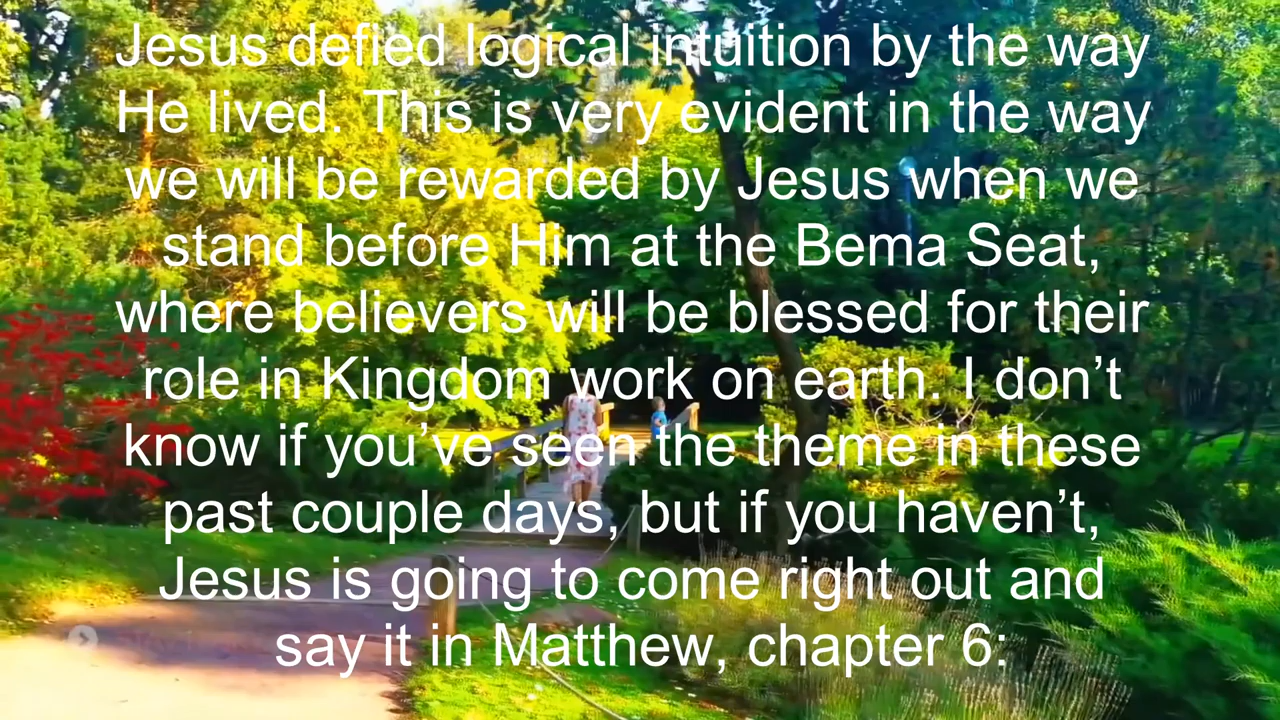 Jesus defied logical intuition by the way
He lived. This is very evident in the way
we will be rewarded by Jesus when we
stand before Him at the Bema Seat,
where believers will be blessed for their
role in Kingdom work on earth. I don’t
know if you’ve seen the theme in these
past couple days, but if you haven’t,
Jesus is going to come right out and
say it in Matthew, chapter 6: